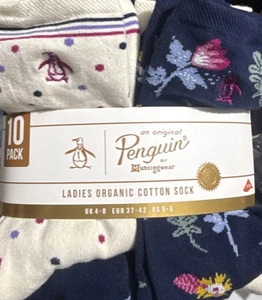 10
PACK
an original
Penguin®
BY
Munsingwear
LADIES ORGANIC COTTON SOCK
UK 4-8 EUR 37-42 US 6-9